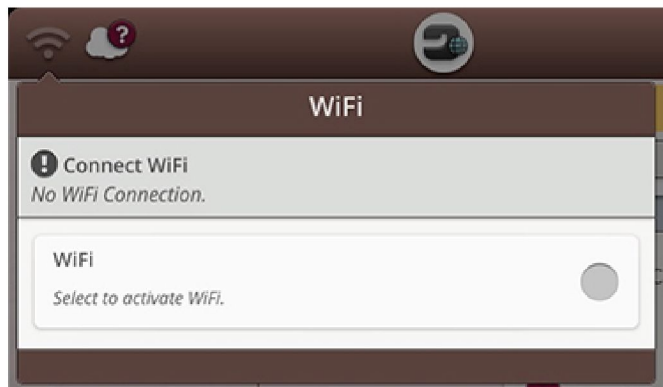 ?
WiFi
Connect WiFi
No WiFi Connection.
WiFi
Select to activate WiFi.